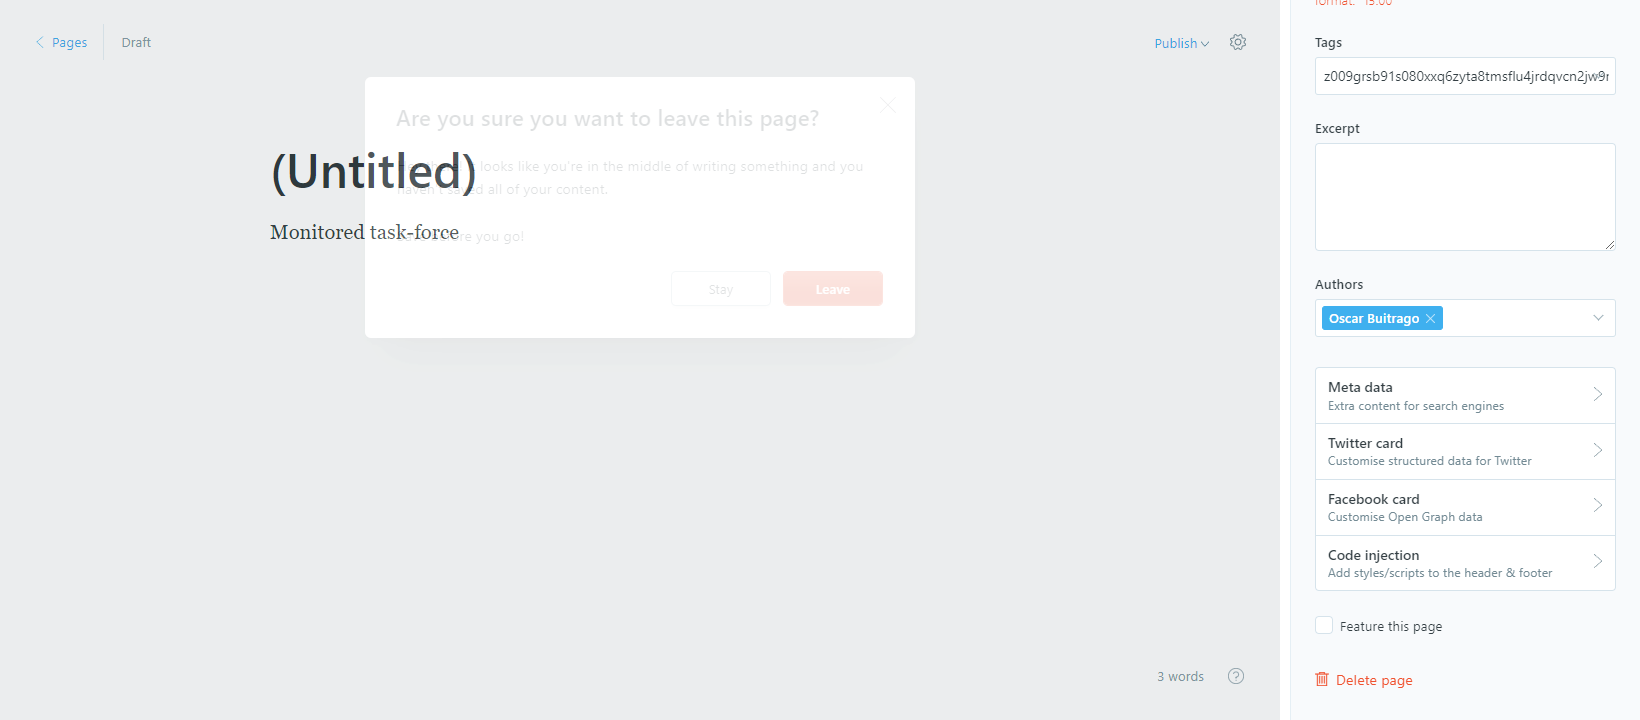 Pages
Draft
Publish
Are you sure you want to leave this page?
looks like you're in the middle of writing something and you
haven't saved all of your content.
(Untitled)
before you go!
Monitored task-force
Stay
Leave
3 words
format: "15:00"
Tags
Excerpt
Authors
Oscar Buitrago
Meta data
Extra content for search engines
Twitter card
Customise structured data for Twitter
Facebook card
Customise Open Graph data
Code injection
Add styles/scripts to the header & footer
Feature this page
Delete page